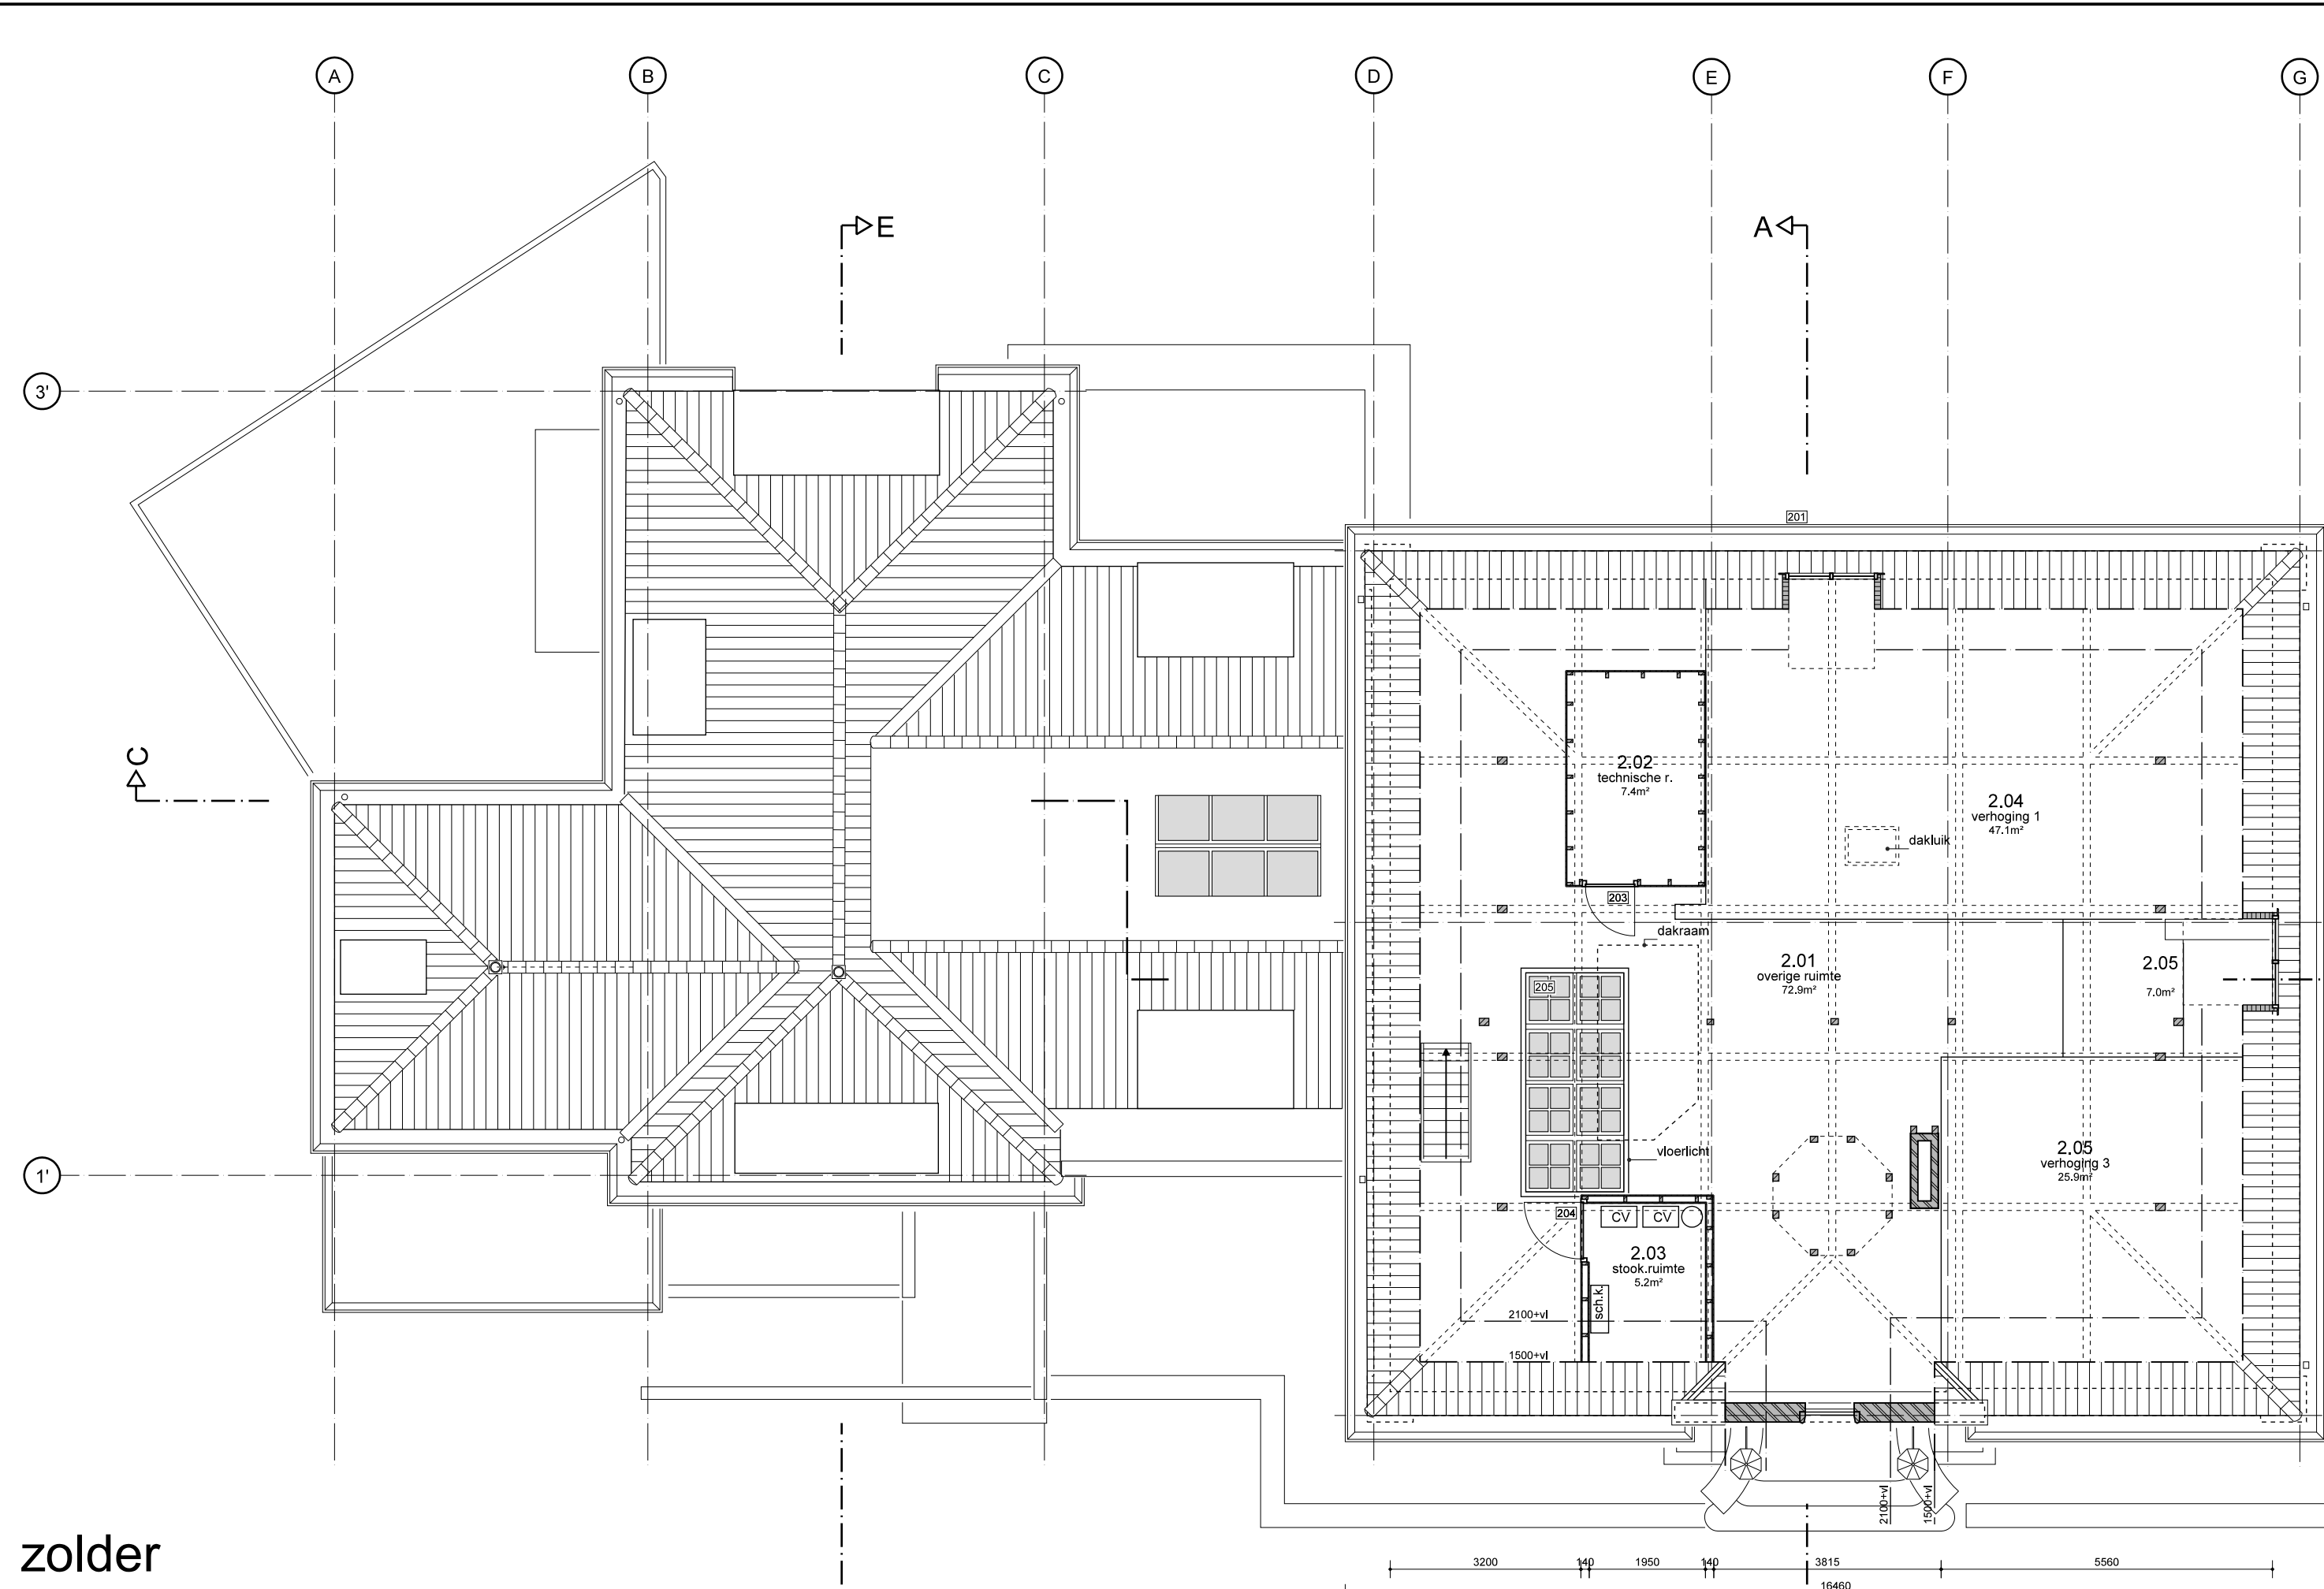 A B C D E F G
E
A
3'
201
C
2.02
technische r.
7.4m²
2.04
verhoging 1
47.1m²
dakluik
203
dakraam
2.01
overige ruimte
72.9m²
2.05
7.0m²
205
vloerlicht
1'
2.05
verhoging 3
25.9m²
204
CV CV
2.03
stook.ruimte
5.2m²
sch.k.
2100+vl
1500+vl
2100+vl
1500+vl
zolder
3200 140 1950 140 3815 5560
16460